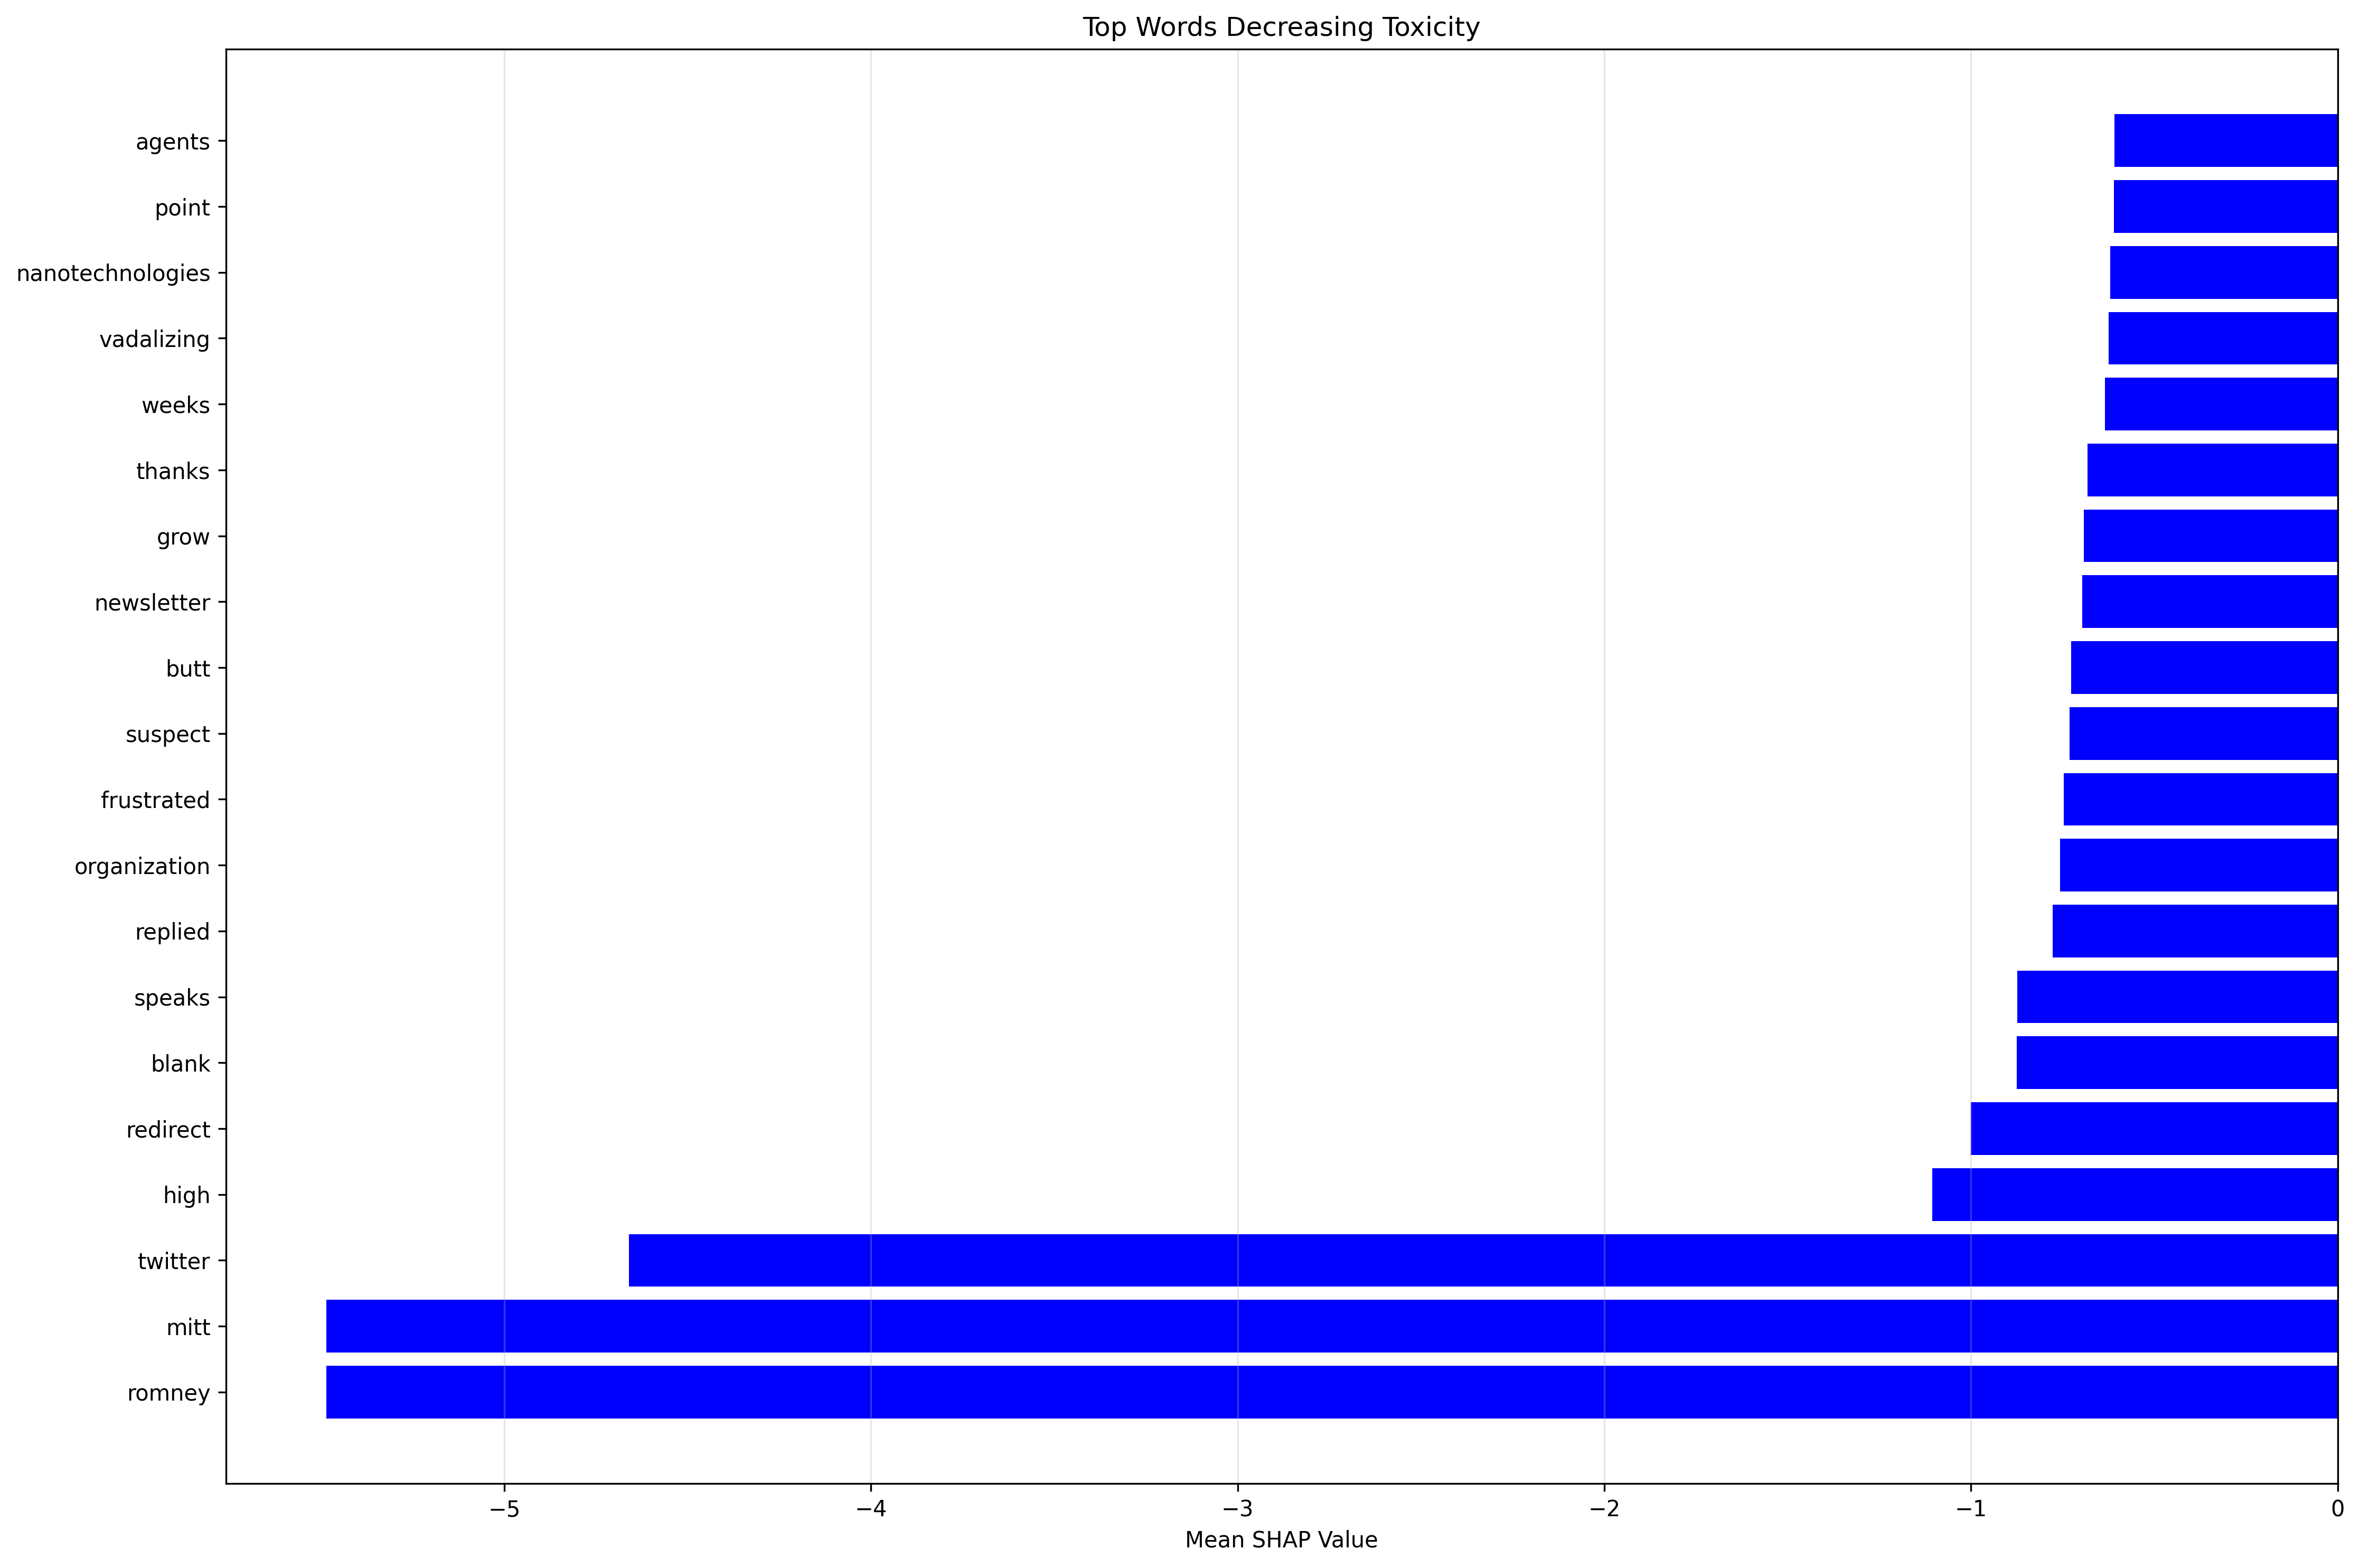 Top Words Decreasing Toxicity
agents
point
nanotechnologies
vadalizing
weeks
thanks
grow
newsletter
butt
suspect
frustrated
organization
replied
speaks
blank
redirect
high
twitter
mitt
romney
−5 −4 −3 −2 −1 0
Mean SHAP Value